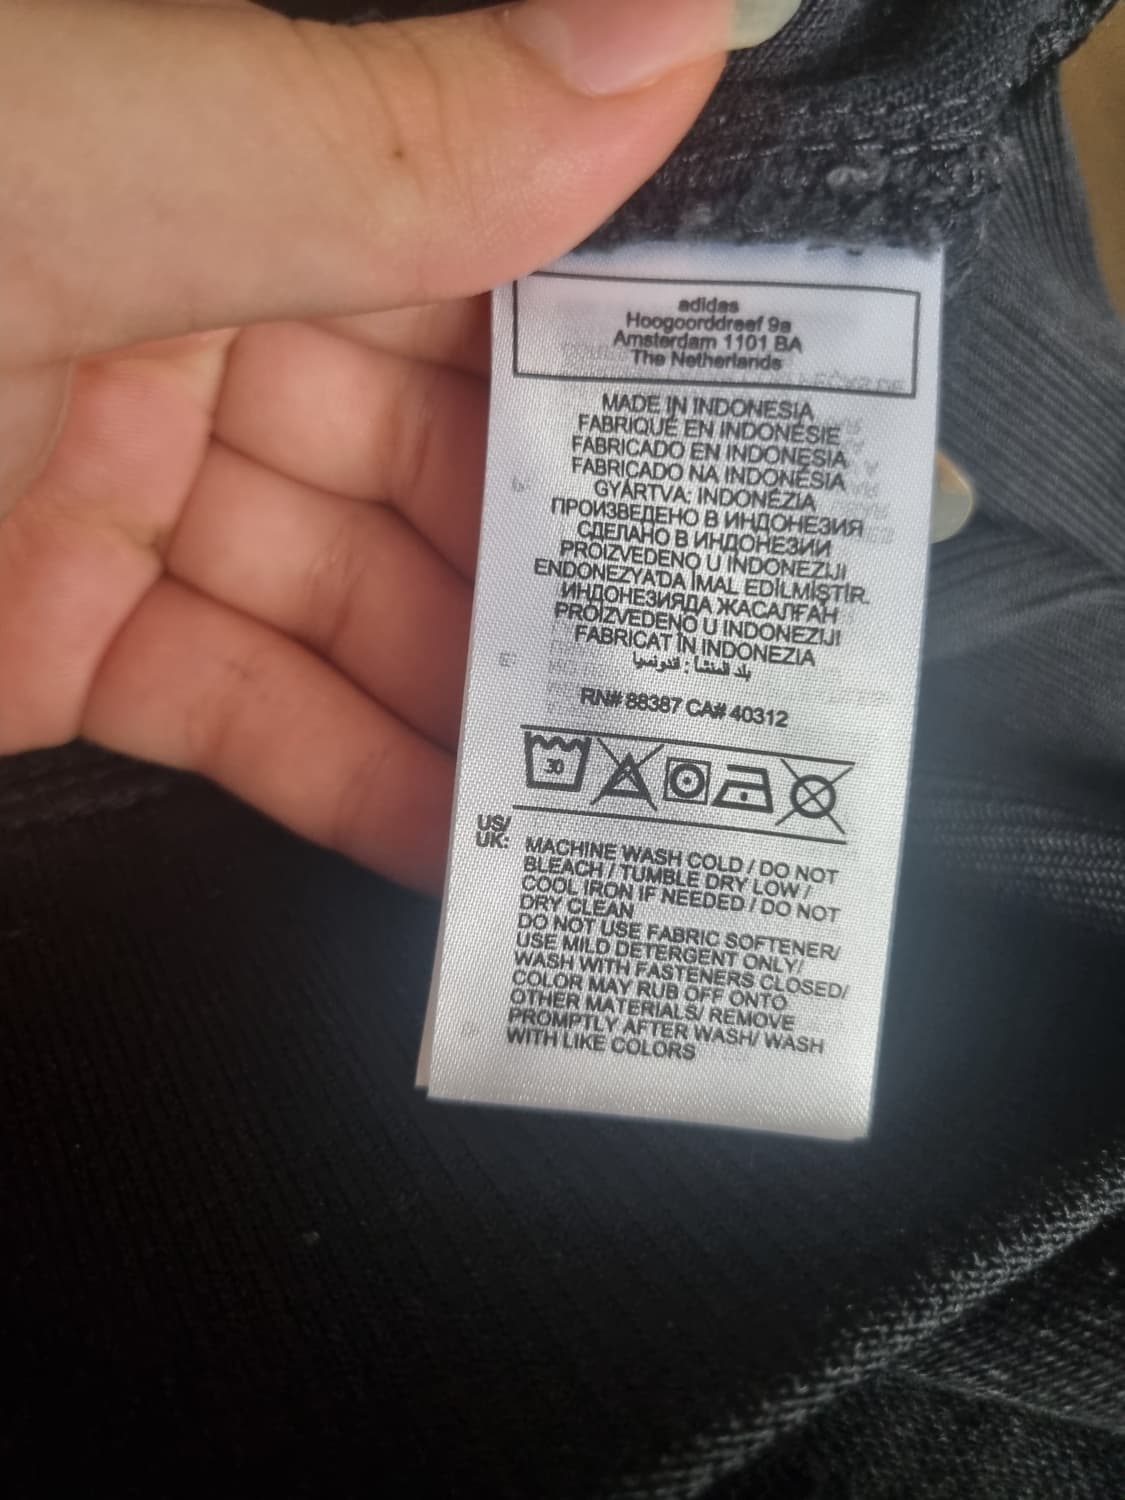 adidas
Hoogoorddreef 9a
Amsterdam 1101 BA
The Netherlands
MADE IN INDONESIA
FABRIQUÉ EN INDONÉSIE
FABRICADO EN INDONESIA
FABRICADO NA INDONÉSIA
GYÁRTVA: INDONÉZIA
ПРОИЗВЕДЕНО В ИНДОНЕЗИЯ
СДЕЛАНО В ИНДОНЕЗИИ
PROIZVEDENO U INDONEZIJI
ENDONEZYA'DA İMAL EDİLMİŞTİR.
ИНДОНЕЗИЯДА ЖАСАЛҒАН
PROIZVEDENO U INDONEZIJI
FABRICAT ÎN INDONEZIA
بلد المنشأ : اندونسيا
RN# 88387 CA# 40312
30
US/
UK: MACHINE WASH COLD / DO NOT
BLEACH / TUMBLE DRY LOW /
COOL IRON IF NEEDED / DO NOT
DRY CLEAN
DO NOT USE FABRIC SOFTENER/
USE MILD DETERGENT ONLY/
WASH WITH FASTENERS CLOSED/
COLOR MAY RUB OFF ONTO
OTHER MATERIALS/ REMOVE
PROMPTLY AFTER WASH/ WASH
WITH LIKE COLORS